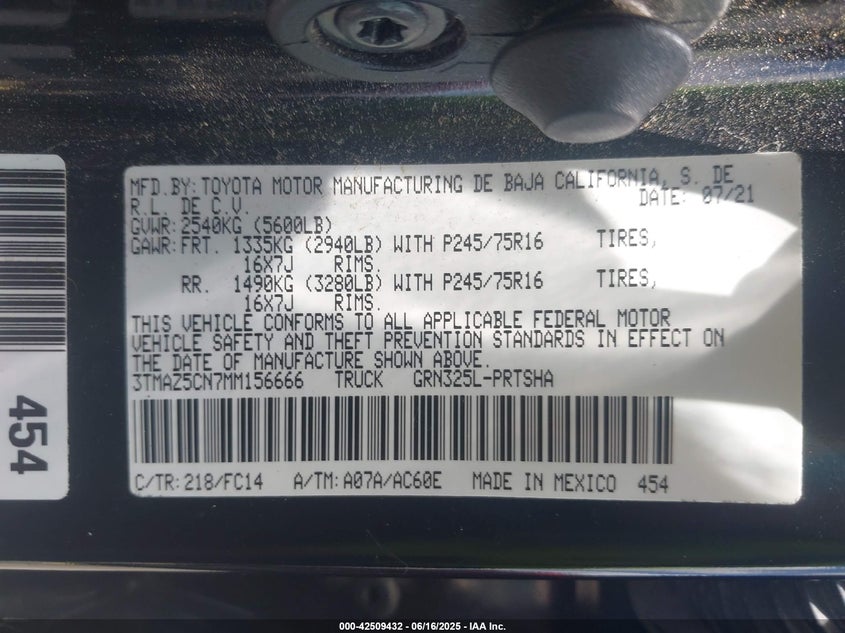 MFD.BY:TOYOTA MOTOR MANUFACTURING DE BAJA CALIFORNIA, S. DE
R.L. DE C.V. DATE: 07/21
GVWR:2540KG (5600LB)
GAWR:FRT. 1335KG (2940LB) WITH P245/75R16 TIRES,
16X7J RIMS.
RR. 1490KG (3280LB) WITH P245/75R16 TIRES,
16X7J RIMS.
THIS VEHICLE CONFORMS TO ALL APPLICABLE FEDERAL MOTOR
VEHICLE SAFETY AND THEFT PREVENTION STANDARDS IN EFFECT ON
THE DATE OF MANUFACTURE SHOWN ABOVE.
3TMAZ5CN7MM156666 TRUCK GRN325L-PRTSHA
C/TR:218/FC14 A/TM:A07A/AC60E MADE IN MEXICO 454
454
000-42509432 - 06/16/2025 - IAA Inc.